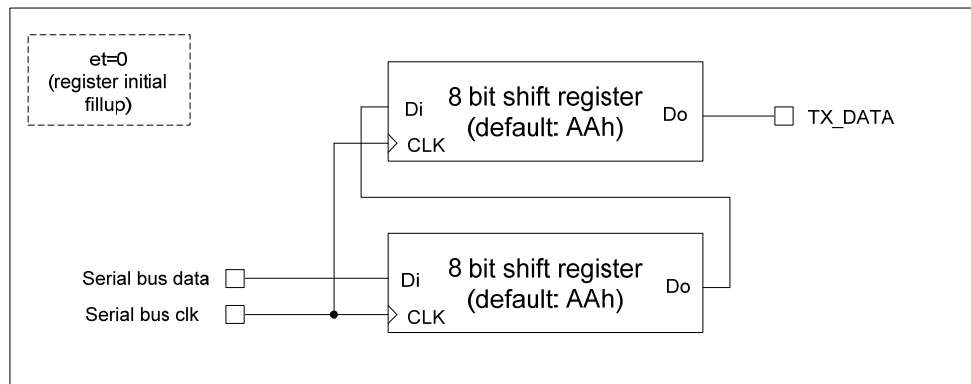 et=0
(register initial
fillup)
8 bit shift register
(default: AAh)
Di
CLK
Do
TX_DATA
8 bit shift register
(default: AAh)
Di
CLK
Do
Serial bus data
Serial bus clk